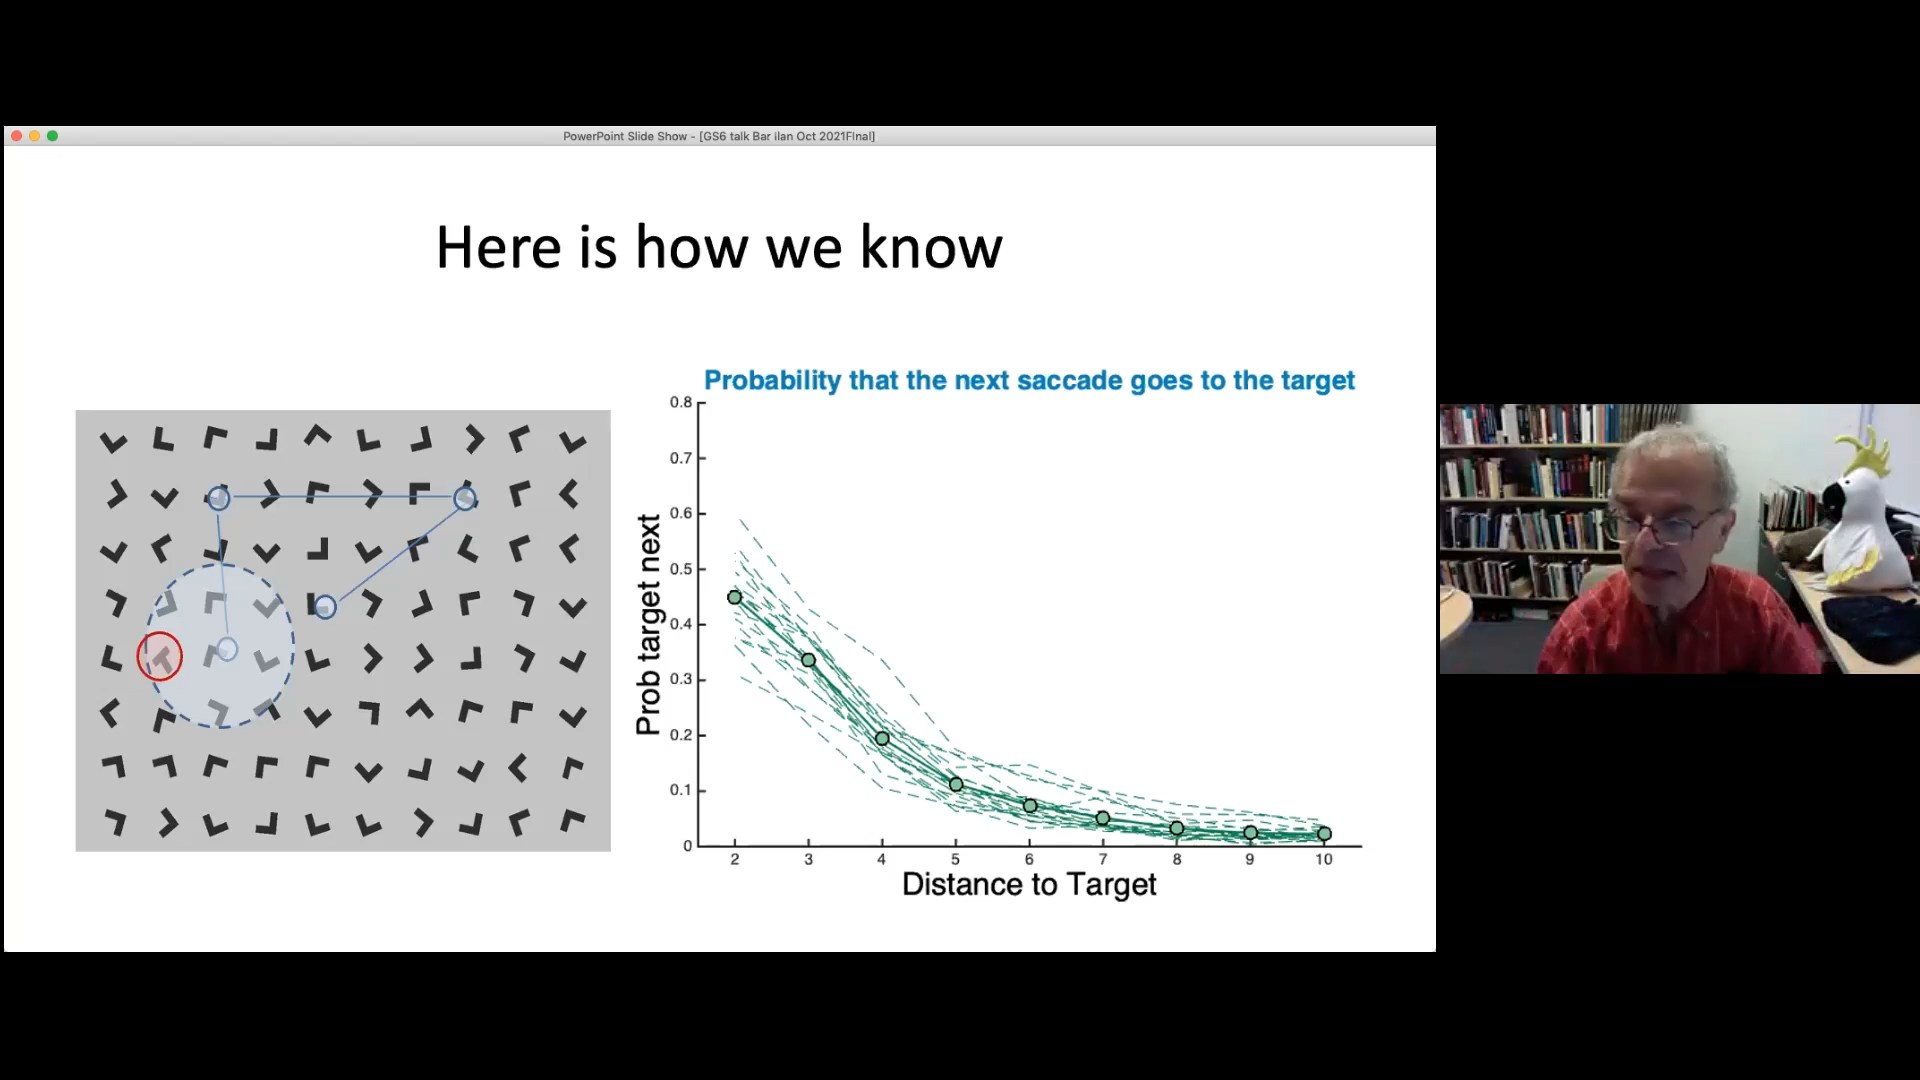 PowerPoint Slide Show - [GS6 talk Bar ilan Oct 2021FInal]
Here is how we know
Probability that the next saccade goes to the target
Prob target next
0.8
0.7
0.6
0.5
0.4
0.3
0.2
0.1
0
2 3 4 5 6 7 8 9 10
Distance to Target